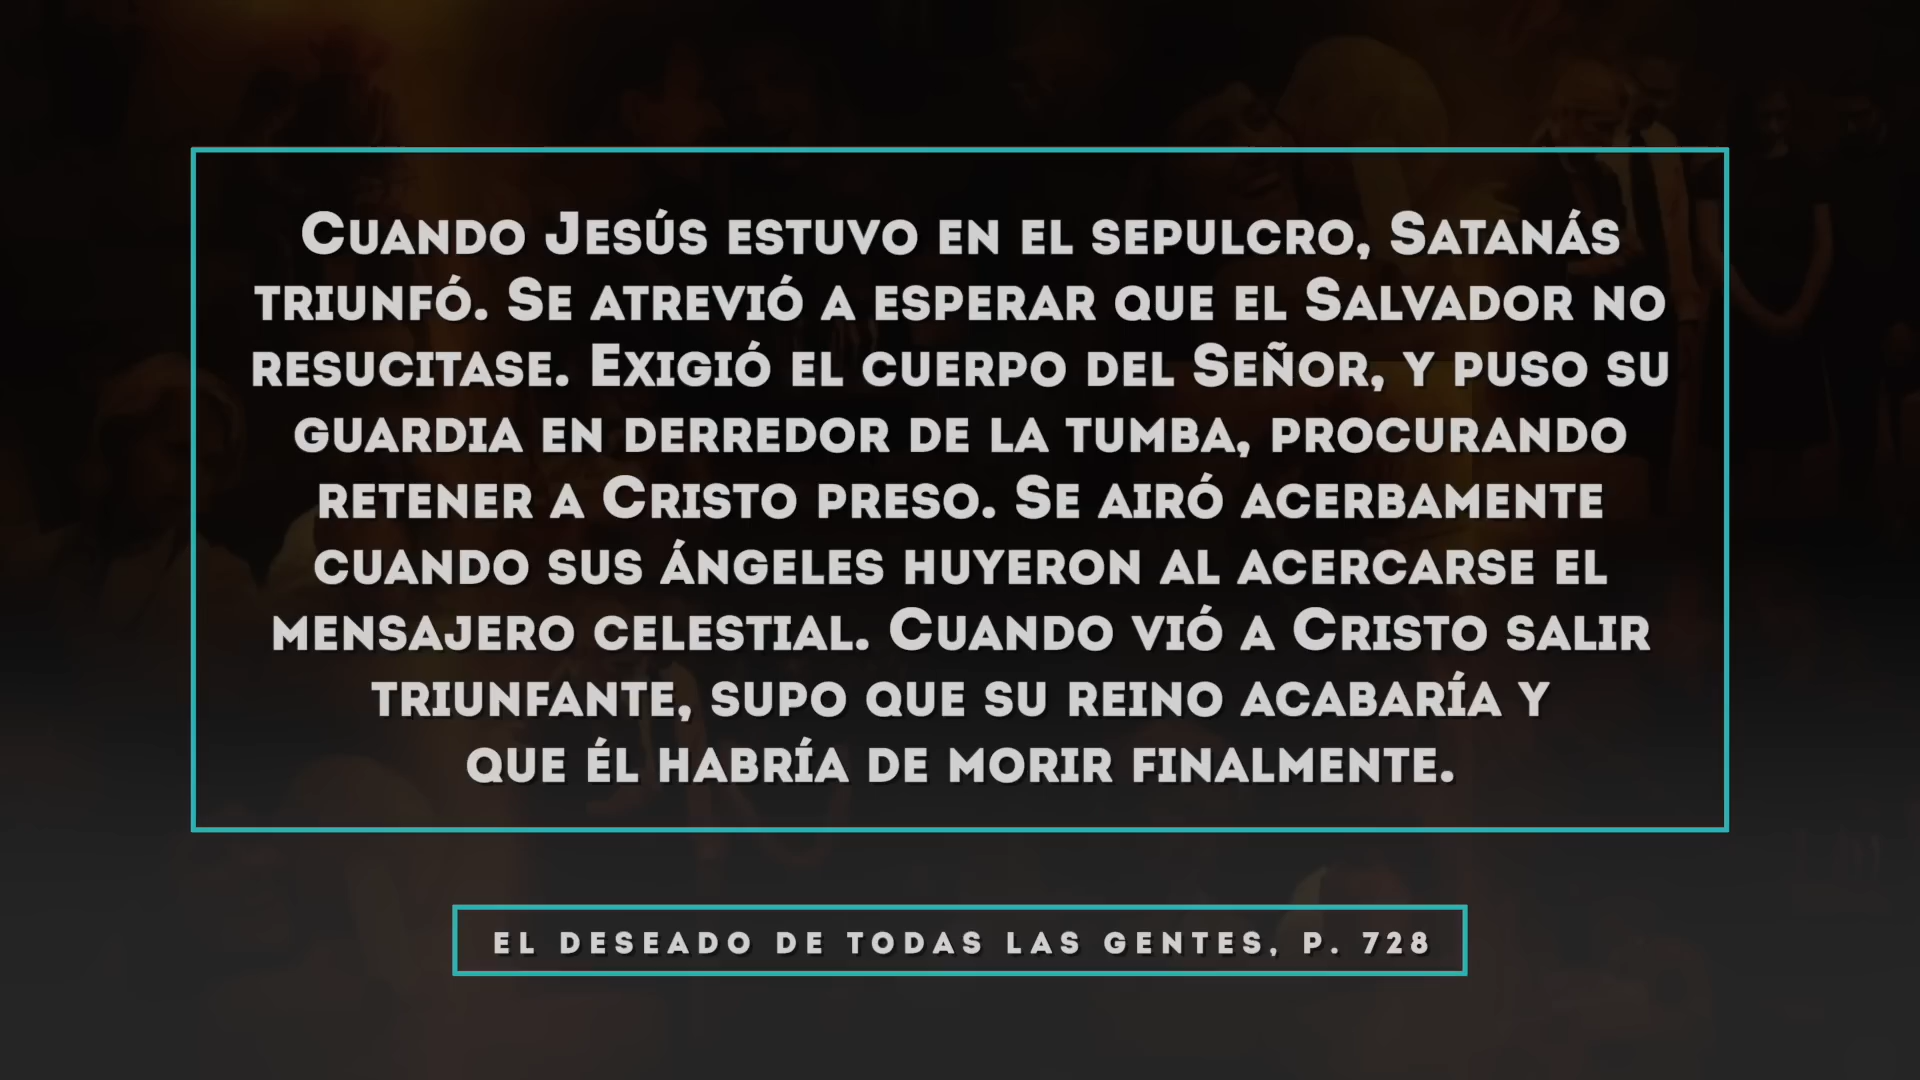 Cuando Jesús estuvo en el sepulcro, Satanás
triunfó. Se atrevió a esperar que el Salvador no
resucitase. Exigió el cuerpo del Señor, y puso su
guardia en derredor de la tumba, procurando
retener a Cristo preso. Se airó acerbamente
cuando sus ángeles huyeron al acercarse el
mensajero celestial. Cuando vió a Cristo salir
triunfante, supo que su reino acabaría y
que él habría de morir finalmente.
EL DESEADO DE TODAS LAS GENTES, P. 728